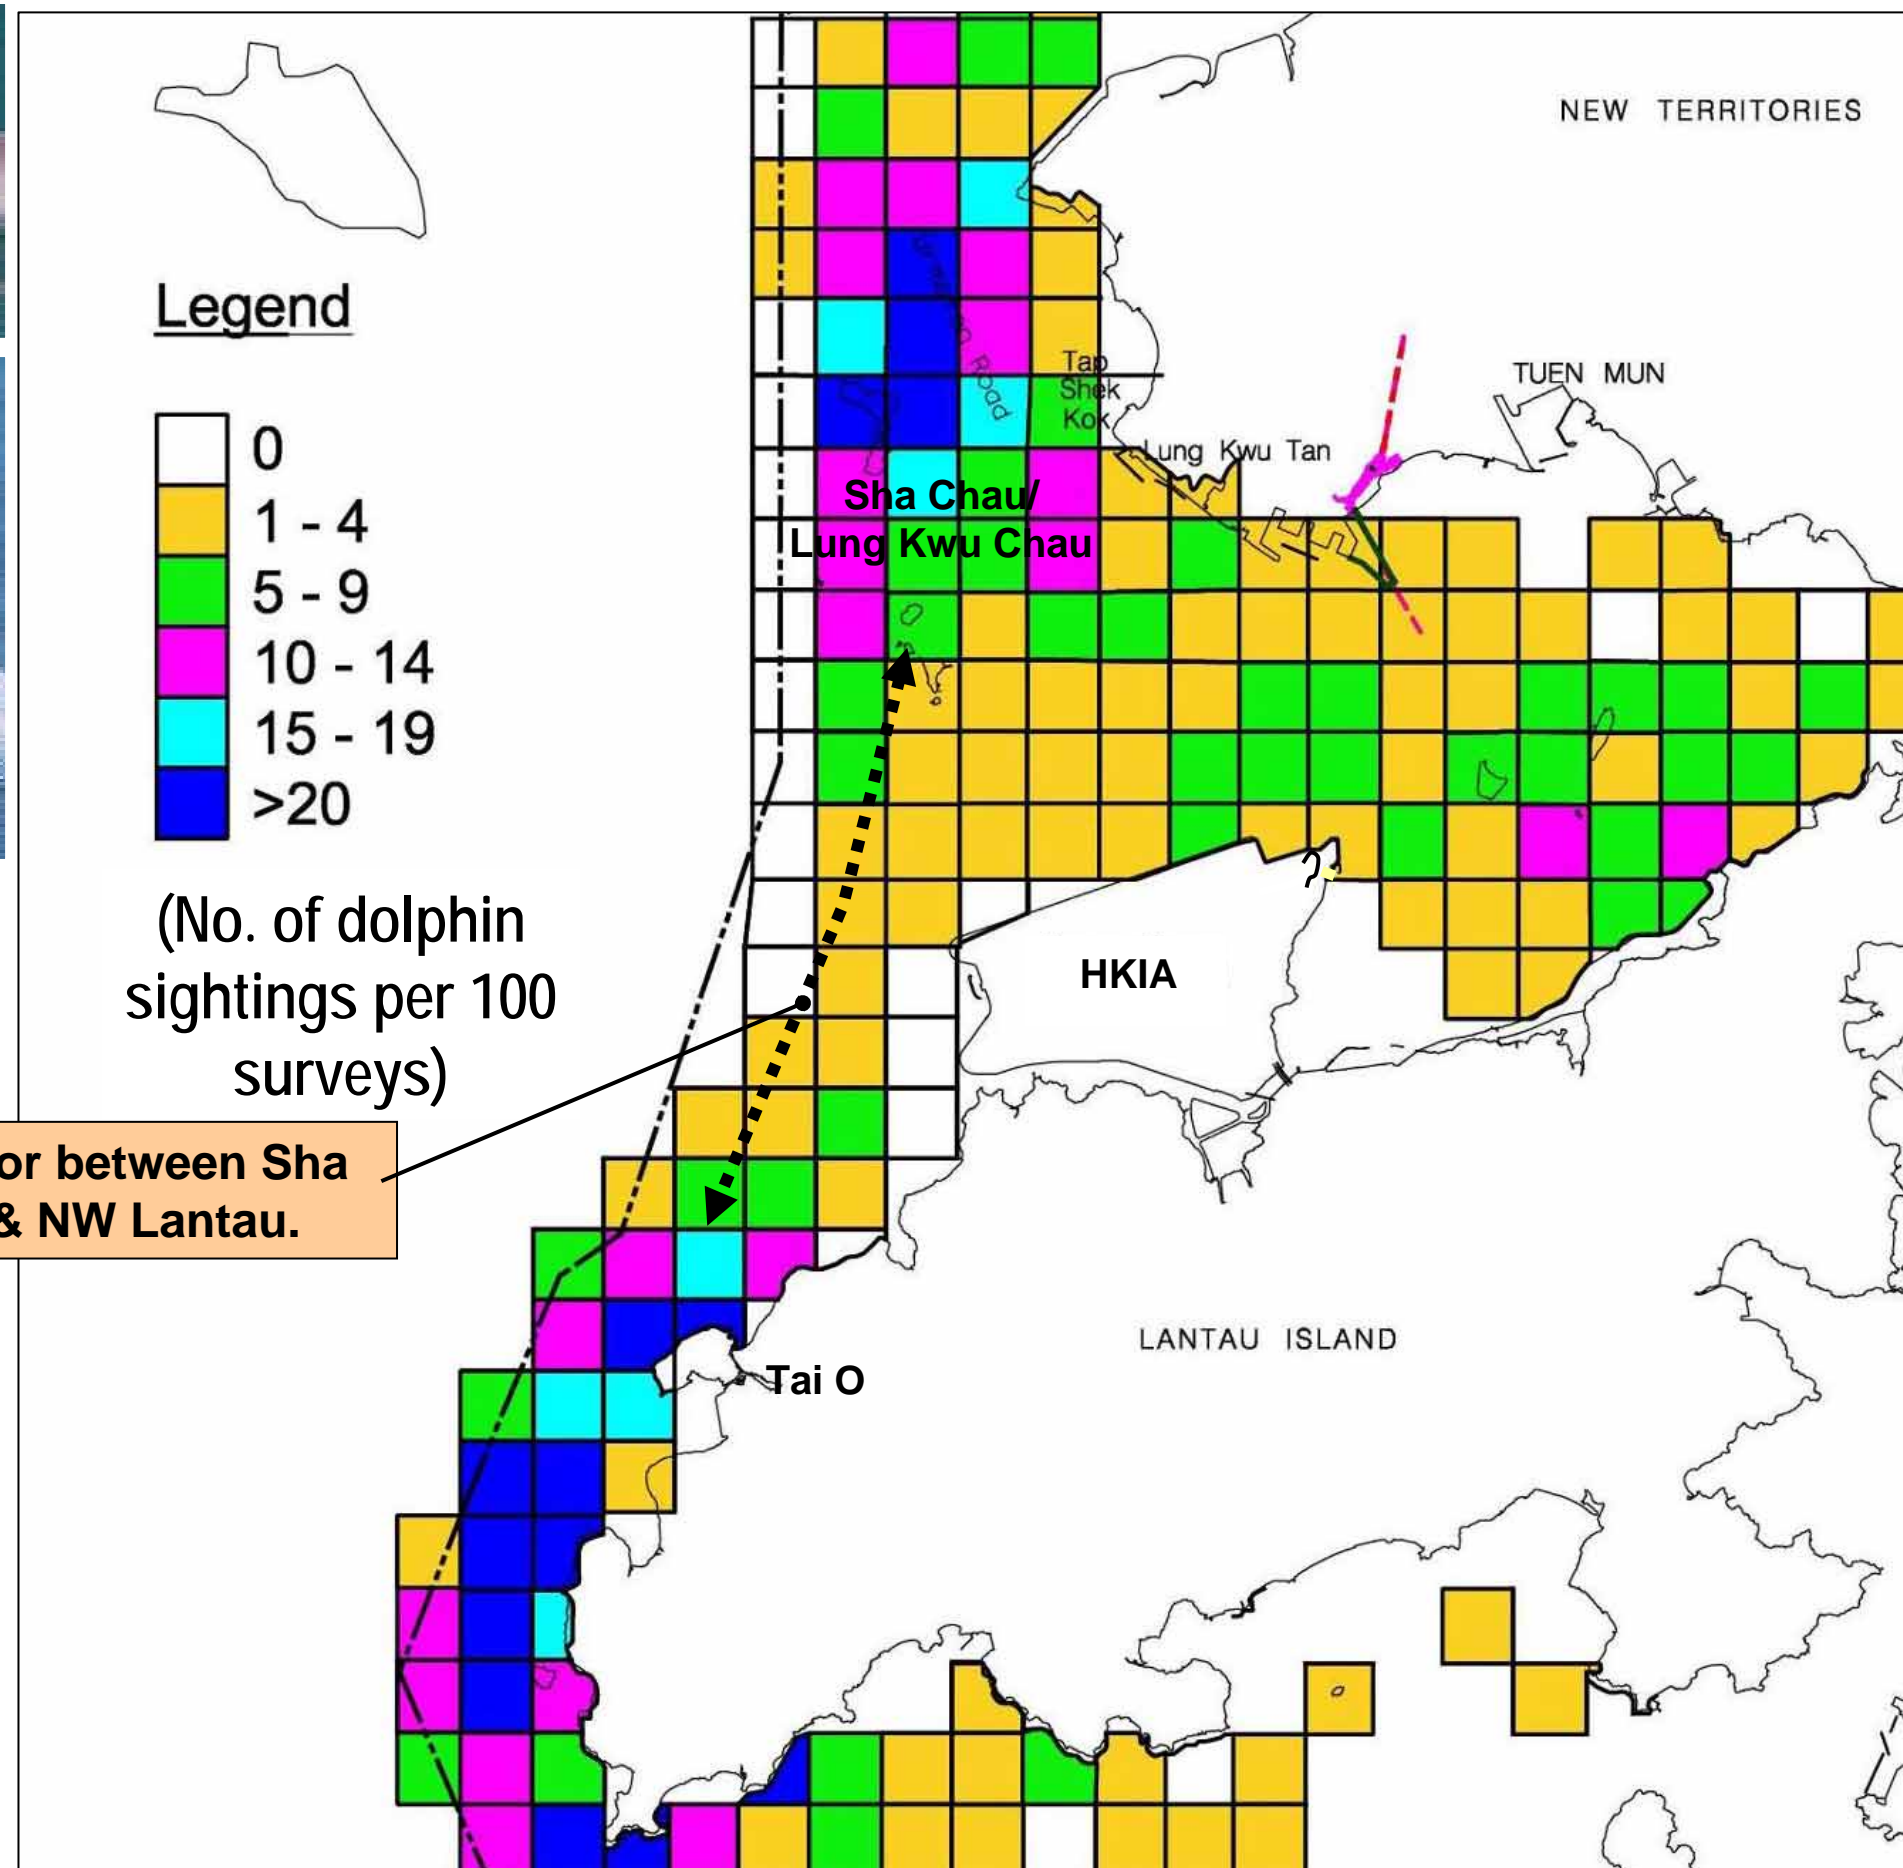 NEW TERRITORIES
Legend
0
1 - 4
5 - 9
10 - 14
15 - 19
>20
(No. of dolphin
sightings per 100
surveys)
Road
Tap
Shek
Kok
TUEN MUN
Lung Kwu Tan
Sha Chau/
Lung Kwu Chau
HKIA
or between Sha
& NW Lantau.
LANTAU ISLAND
Tai O